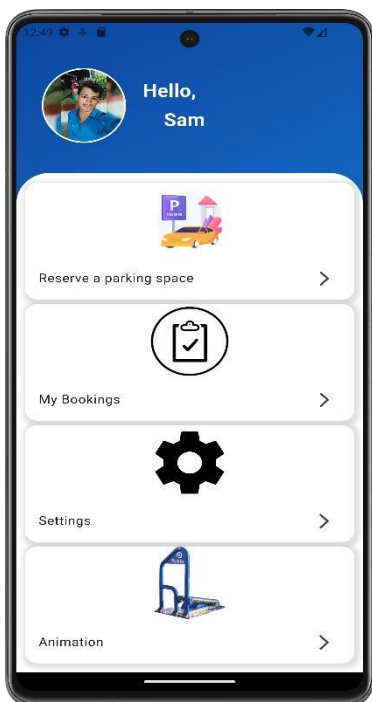 12:49
Hello,
Sam
P
Reserve a parking space
My Bookings
Settings
Animation